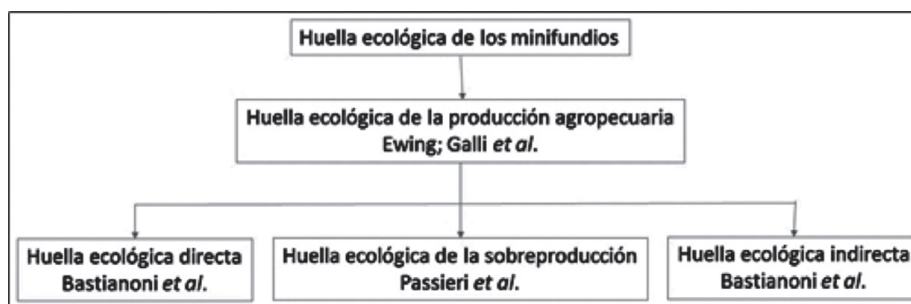 Huella ecológica de los minifundios
Huella ecológica de la producción agropecuaria
Ewing; Galli et al.
Huella ecológica directa
Bastianoni et al.
Huella ecológica de la sobreproducción
Passieri et al.
Huella ecológica indirecta
Bastianoni et al.